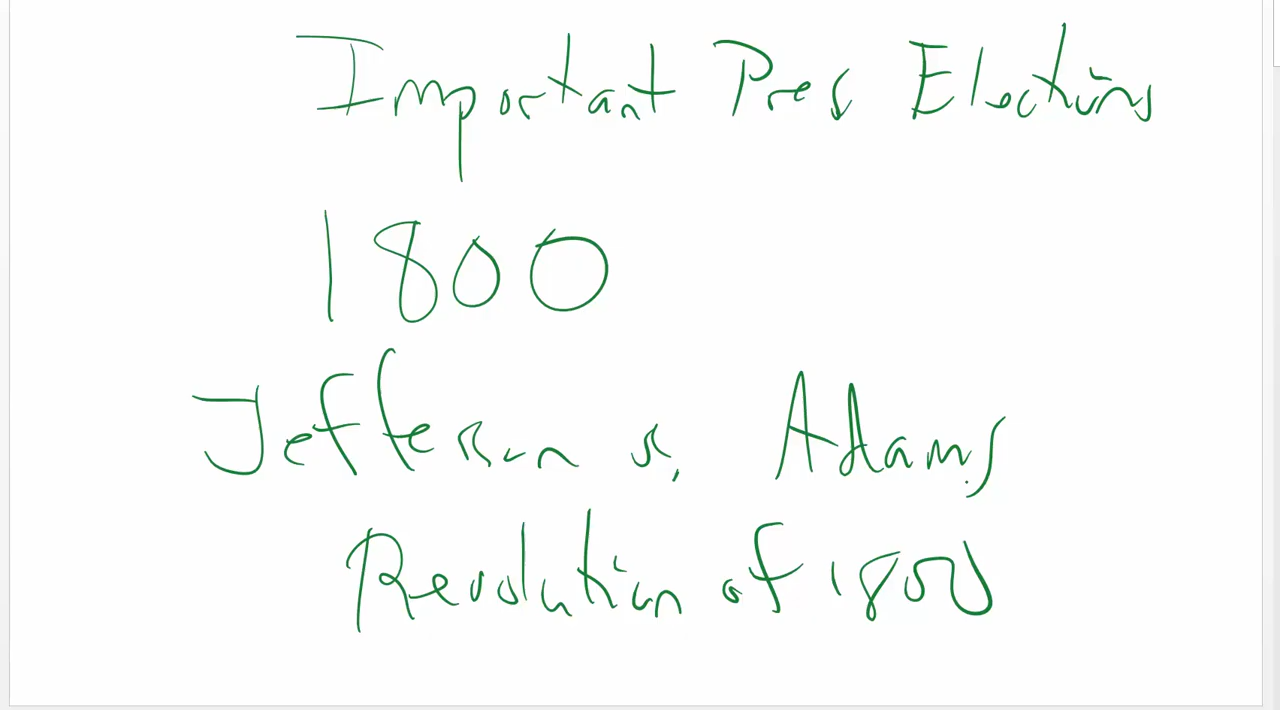 Important Pres Elections
1800
Jefferson vs. Adams
Revolution of 1800